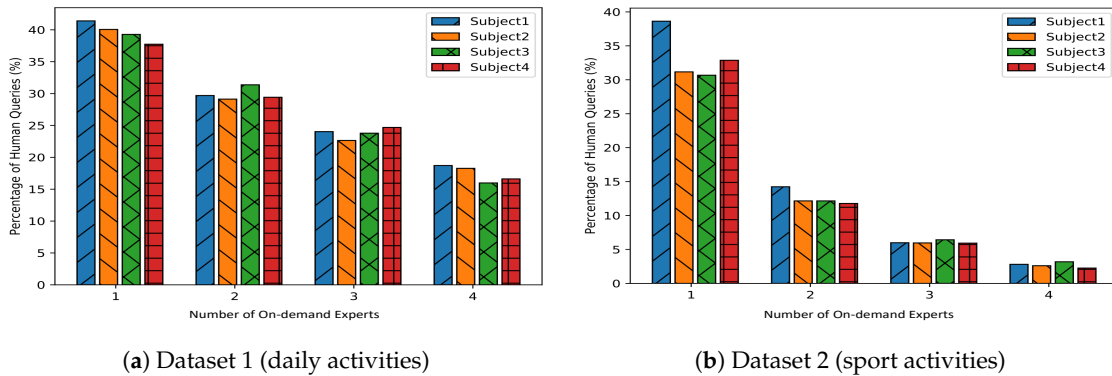 Percentage of Human Queries (%)
40
35
30
25
20
15
10
5
0
1
2
3
4
Number of On-demand Experts
Subject1
Subject2
Subject3
Subject4
(a) Dataset 1 (daily activities)
Percentage of Human Queries (%)
40
35
30
25
20
15
10
5
0
1
2
3
4
Number of On-demand Experts
Subject1
Subject2
Subject3
Subject4
(b) Dataset 2 (sport activities)